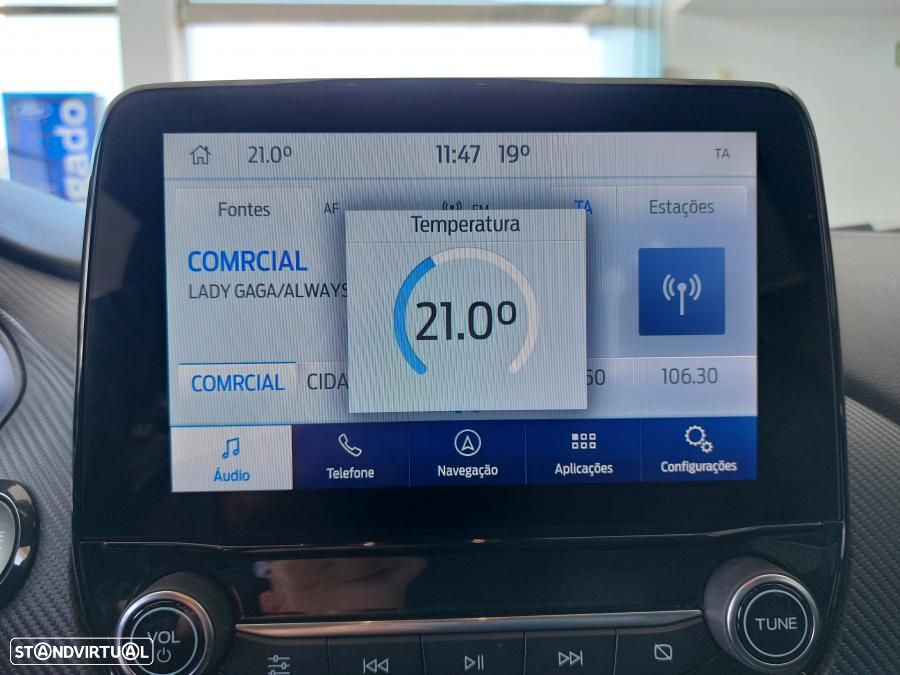 21.0º 11:47 19º TA
Fontes AF FM TA Estações
Temperatura
COMRCIAL
LADY GAGA/ALWAYS
21.0º
COMRCIAL CIDA 50 106.30
Áudio Telefone Navegação Aplicações Configurações
VOL TUNE
STANDVIRTUAL
gado